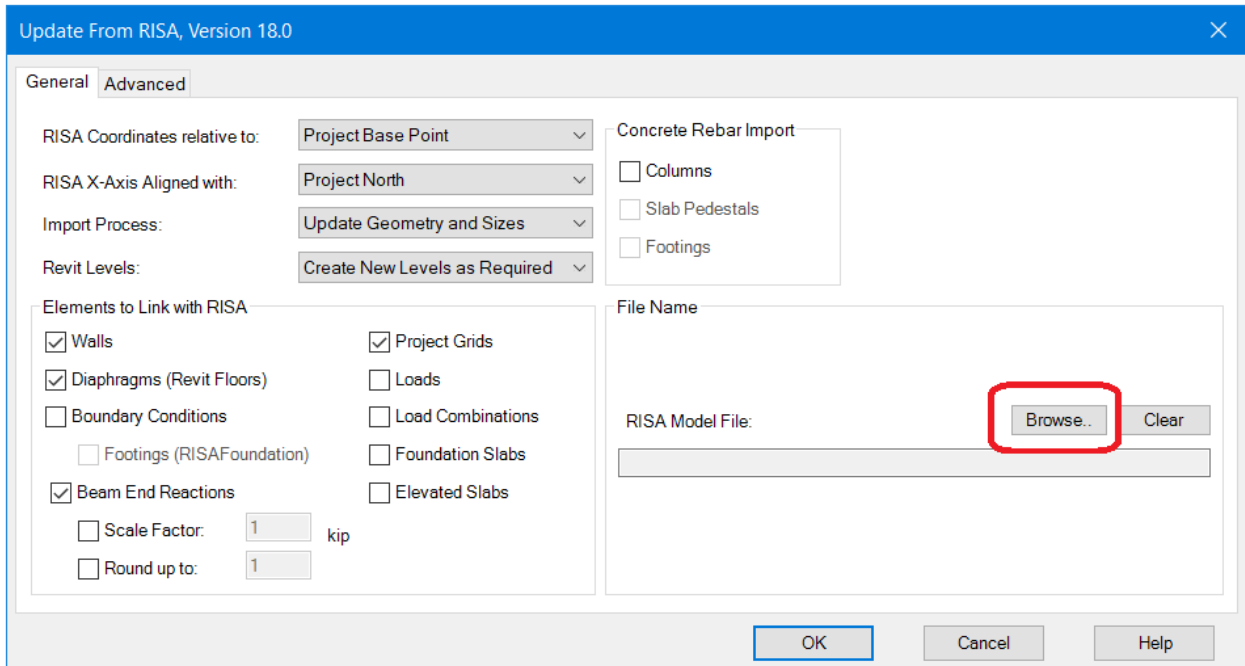 Update From RISA, Version 18.0
General Advanced
RISA Coordinates relative to: Project Base Point
RISA X-Axis Aligned with: Project North
Import Process: Update Geometry and Sizes
Revit Levels: Create New Levels as Required
Concrete Rebar Import
Columns
Slab Pedestals
Footings
Elements to Link with RISA
Walls
Diaphragms (Revit Floors)
Boundary Conditions
Footings (RISAFoundation)
Beam End Reactions
Scale Factor: 1 kip
Round up to: 1
Project Grids
Loads
Load Combinations
Foundation Slabs
Elevated Slabs
File Name
RISA Model File: Browse.. Clear
OK Cancel Help